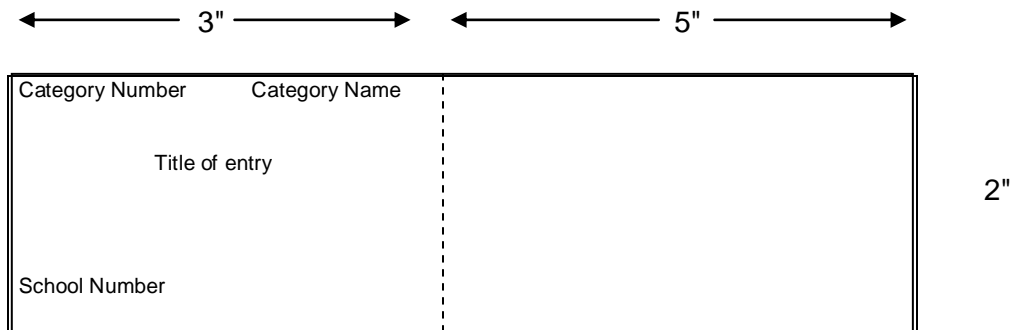 3" 5"
Category Number Category Name
Title of entry
2"
School Number